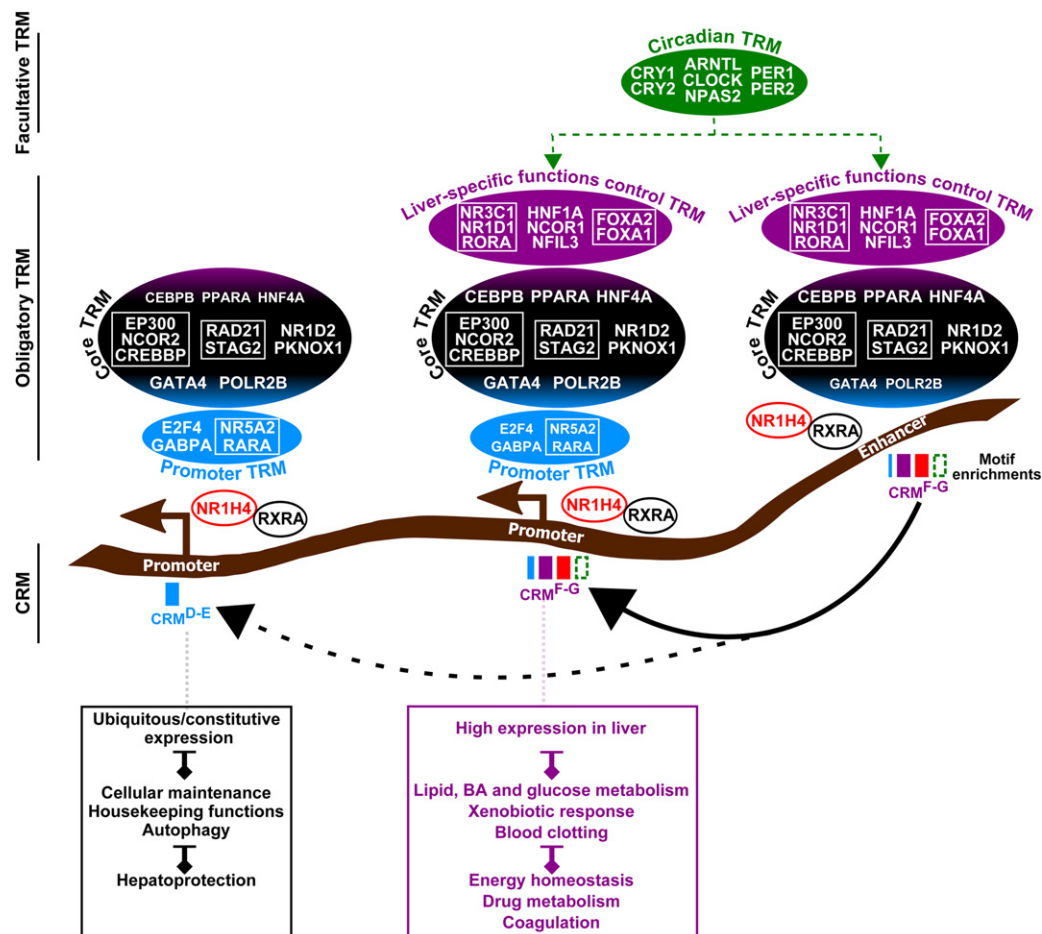 Facultative TRM
Circadian TRM
CRY1 ARNTL PER1
CRY2 CLOCK PER2
NPAS2
Obligatory TRM
Liver-specific functions control TRM
NR3C1 HNF1A FOXA2
NR1D1 NCOR1 FOXA1
RORA NFIL3
Liver-specific functions control TRM
NR3C1 HNF1A FOXA2
NR1D1 NCOR1 FOXA1
RORA NFIL3
Core TRM
CEBPB PPARA HNF4A
EP300 RAD21 NR1D2
NCOR2 STAG2 PKNOX1
CREBBP
GATA4 POLR2B
Core TRM
CEBPB PPARA HNF4A
EP300 RAD21 NR1D2
NCOR2 STAG2 PKNOX1
CREBBP
GATA4 POLR2B
Core TRM
CEBPB PPARA HNF4A
EP300 RAD21 NR1D2
NCOR2 STAG2 PKNOX1
CREBBP
GATA4 POLR2B
E2F4 NR5A2
GABPA RARA
Promoter TRM
E2F4 NR5A2
GABPA RARA
Promoter TRM
NR1H4
RXRA
Enhancer
Motif
enrichments
CRM F-G
NR1H4
RXRA
NR1H4
RXRA
CRM
Promoter
Promoter
CRM D-E
CRM F-G
Ubiquitous/constitutive
expression
Cellular maintenance
Housekeeping functions
Autophagy
Hepatoprotection
High expression in liver
Lipid, BA and glucose metabolism
Xenobiotic response
Blood clotting
Energy homeostasis
Drug metabolism
Coagulation